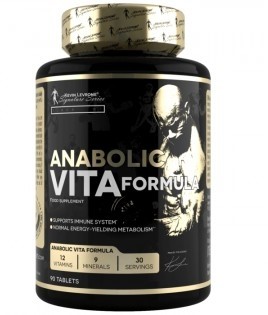 KEVIN LEVRONE
Signature Series
ANABOLIC
VITA FORMULA
FOOD SUPPLEMENT
• SUPPORTS IMMUNE SYSTEM*
• NORMAL ENERGY-YIELDING METABOLISM*
ANABOLIC VITA FORMULA
12 9 30
VITAMINS MINERALS SERVINGS
90 TABLETS